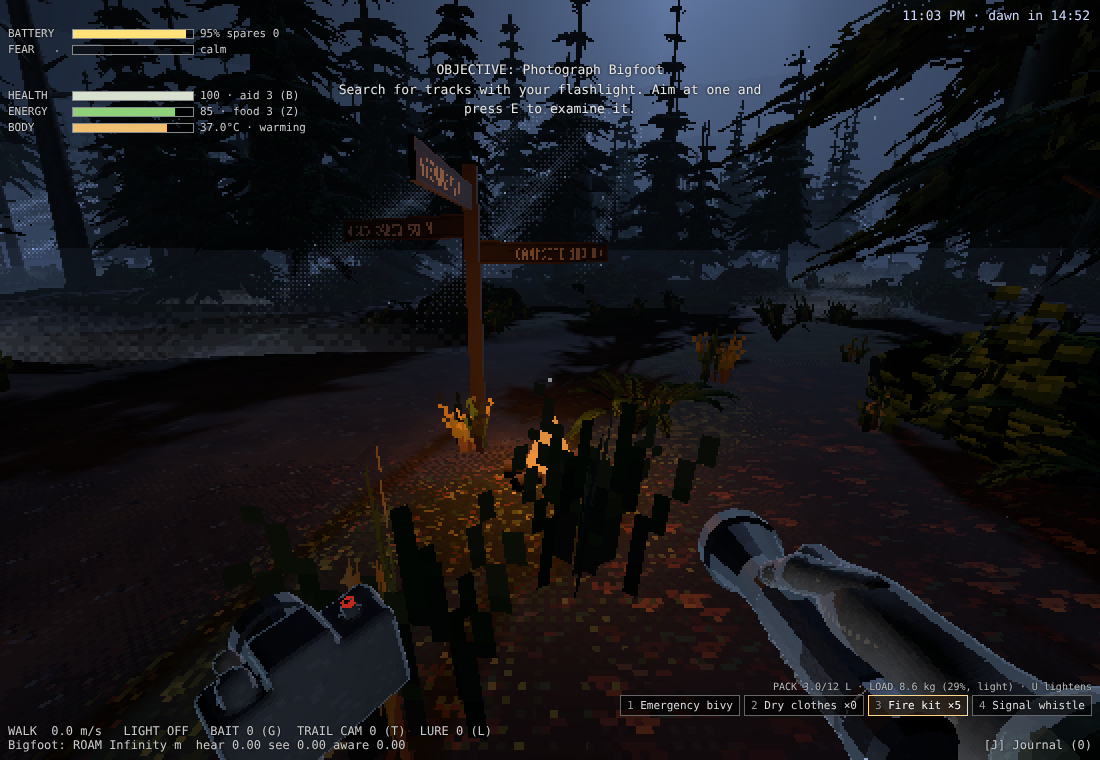 BATTERY 95% spares 0
FEAR calm
HEALTH 100 · aid 3 (B)
ENERGY 85 · food 3 (Z)
BODY 37.0°C · warming
11:03 PM · dawn in 14:52
OBJECTIVE: Photograph Bigfoot
Search for tracks with your flashlight. Aim at one and
press E to examine it.
PACK 3.0/12 L · LOAD 8.6 kg (29%, light) · U lightens
1 Emergency bivy 2 Dry clothes ×0 3 Fire kit ×5 4 Signal whistle
WALK 0.0 m/s LIGHT OFF BAIT 0 (G) TRAIL CAM 0 (T) LURE 0 (L)
Bigfoot: ROAM Infinity m hear 0.00 see 0.00 aware 0.00
[J] Journal (0)